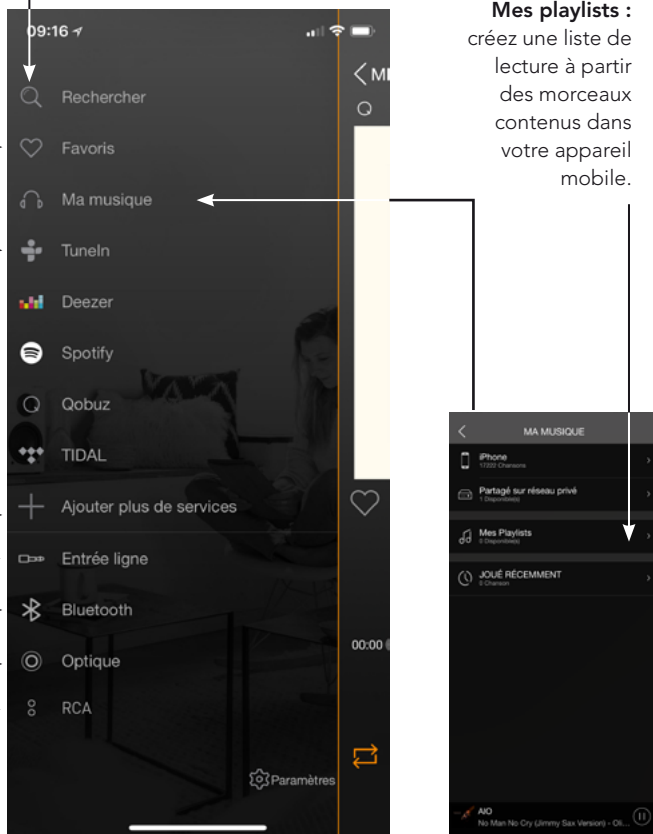 Mes playlists :
créez une liste de
lecture à partir
des morceaux
contenus dans
votre appareil
mobile.
09:16
Rechercher
Favoris
Ma musique
TuneIn
Deezer
Spotify
Qobuz
TIDAL
Ajouter plus de services
Entrée ligne
Bluetooth
Optique
RCA
Paramètres
00:00
MA MUSIQUE
iPhone
17222 Chansons
Partagé sur réseau privé
1 Disponible(s)
Mes Playlists
0 Disponible(s)
JOUÉ RÉCEMMENT
0 Chanson
AIO
No Man No Cry (Jimmy Sax Version) - Oli...